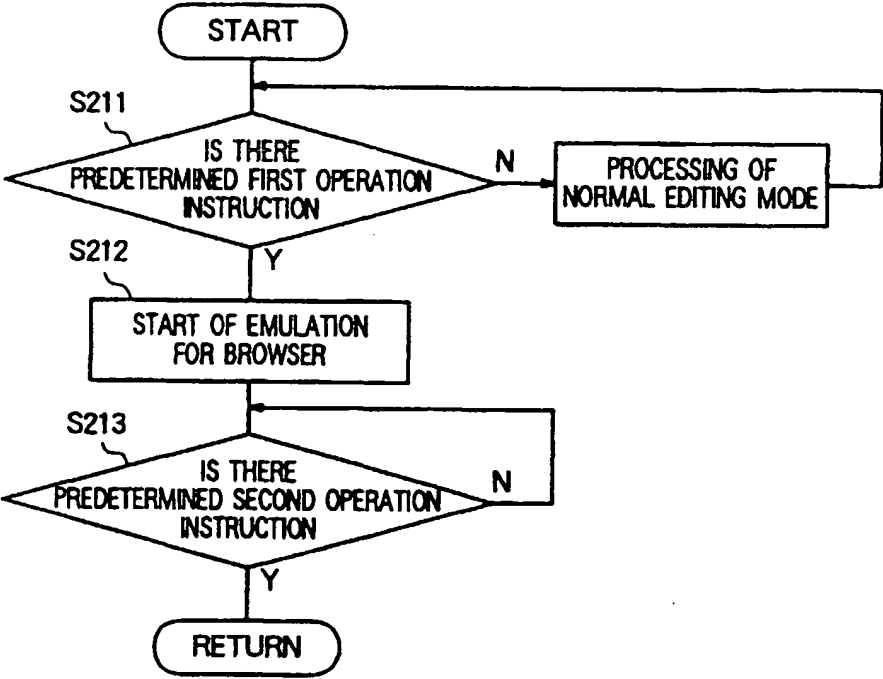 START
S211
IS THERE
PREDETERMINED FIRST OPERATION
INSTRUCTION
N
PROCESSING OF
NORMAL EDITING MODE
Y
S212
START OF EMULATION
FOR BROWSER
S213
IS THERE
PREDETERMINED SECOND OPERATION
INSTRUCTION
N
Y
RETURN